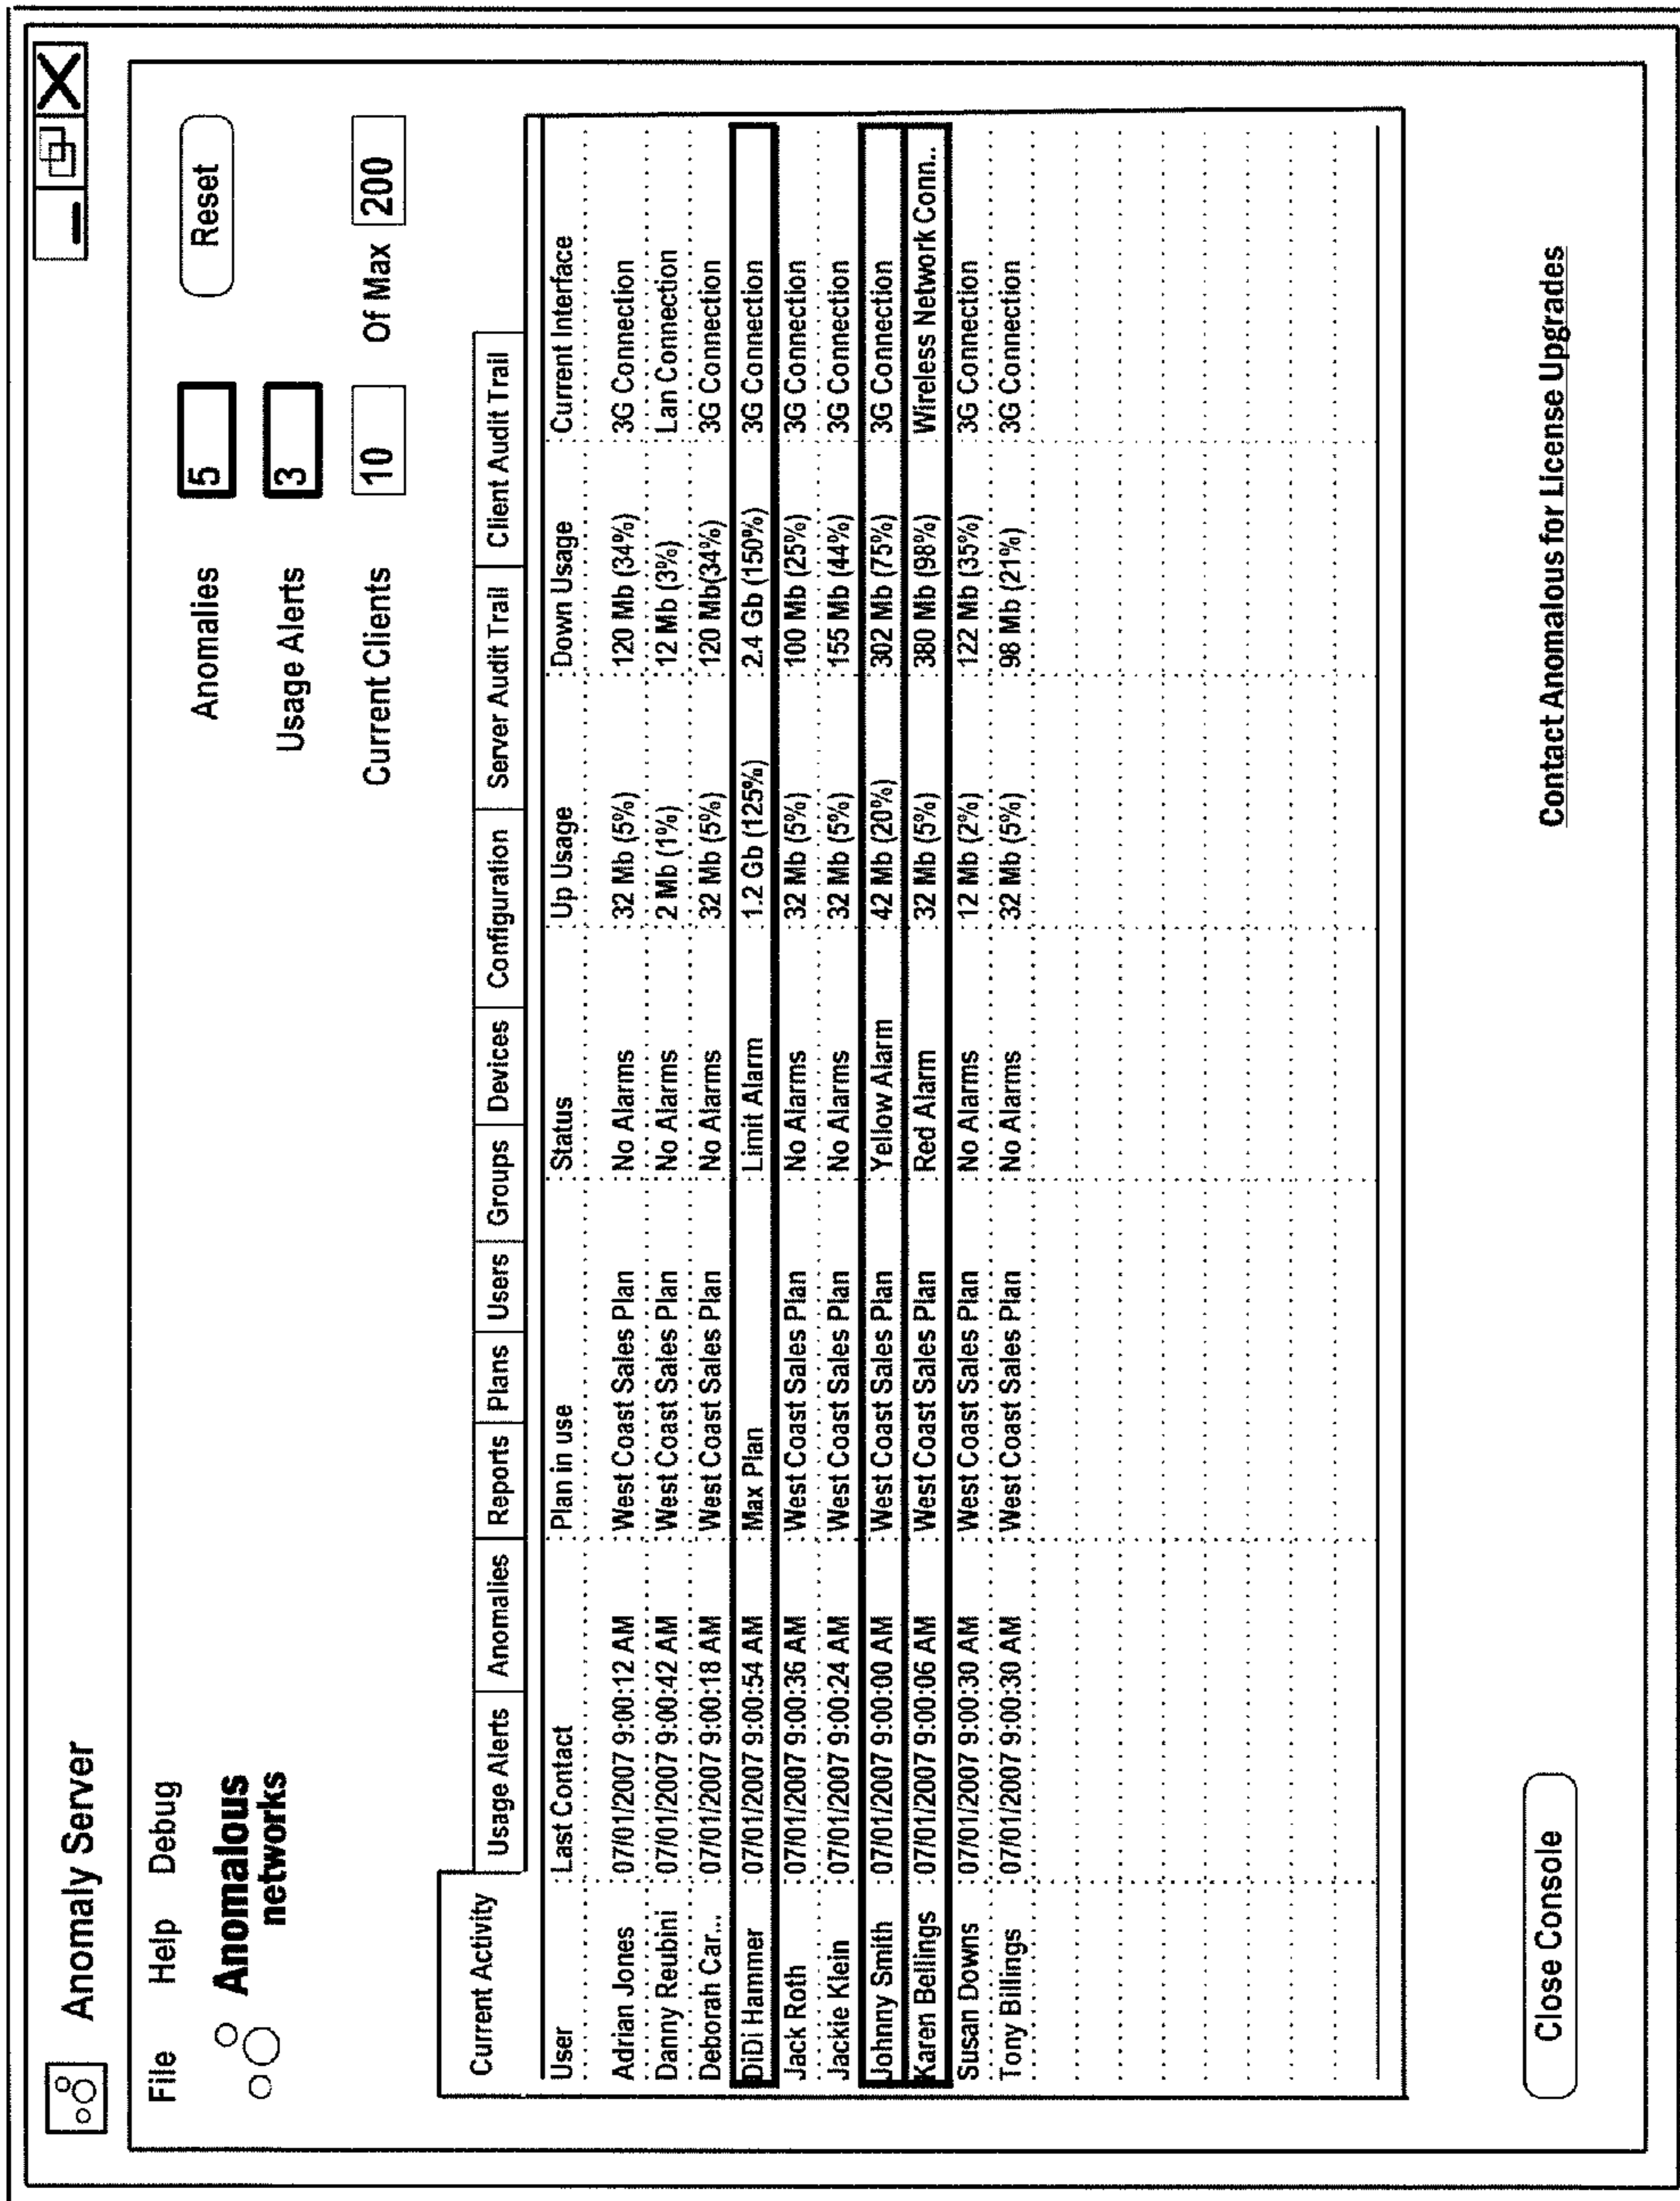 Anomaly Server
File Help Debug
Anomalous
networks
Anomalies 5 Reset
Usage Alerts 3
Current Clients 10 Of Max 200
Current Activity Usage Alerts Anomalies Reports Plans Users Groups Devices Configuration Server Audit Trail Client Audit Trail
User Last Contact Plan in use Status Up Usage Down Usage Current Interface
Adrian Jones 07/01/2007 9:00:12 AM West Coast Sales Plan No Alarms 32 Mb (5%) 120 Mb (34%) 3G Connection
Danny Reubini 07/01/2007 9:00:42 AM West Coast Sales Plan No Alarms 2 Mb (1%) 12 Mb (3%) Lan Connection
Deborah Car... 07/01/2007 9:00:18 AM West Coast Sales Plan No Alarms 32 Mb (5%) 120 Mb(34%) 3G Connection
DiDi Hammer 07/01/2007 9:00:54 AM Max Plan Limit Alarm 1.2 Gb (125%) 2.4 Gb (150%) 3G Connection
Jack Roth 07/01/2007 9:00:36 AM West Coast Sales Plan No Alarms 32 Mb (5%) 100 Mb (25%) 3G Connection
Jackie Klein 07/01/2007 9:00:24 AM West Coast Sales Plan No Alarms 32 Mb (5%) 155 Mb (44%) 3G Connection
Johnny Smith 07/01/2007 9:00:00 AM West Coast Sales Plan Yellow Alarm 42 Mb (20%) 302 Mb (75%) 3G Connection
Karen Bellings 07/01/2007 9:00:06 AM West Coast Sales Plan Red Alarm 32 Mb (5%) 380 Mb (98%) Wireless Network Conn..
Susan Downs 07/01/2007 9:00:30 AM West Coast Sales Plan No Alarms 12 Mb (2%) 122 Mb (35%) 3G Connection
Tony Billings 07/01/2007 9:00:30 AM West Coast Sales Plan No Alarms 32 Mb (5%) 98 Mb (21%) 3G Connection
Close Console Contact Anomalous for License Upgrades